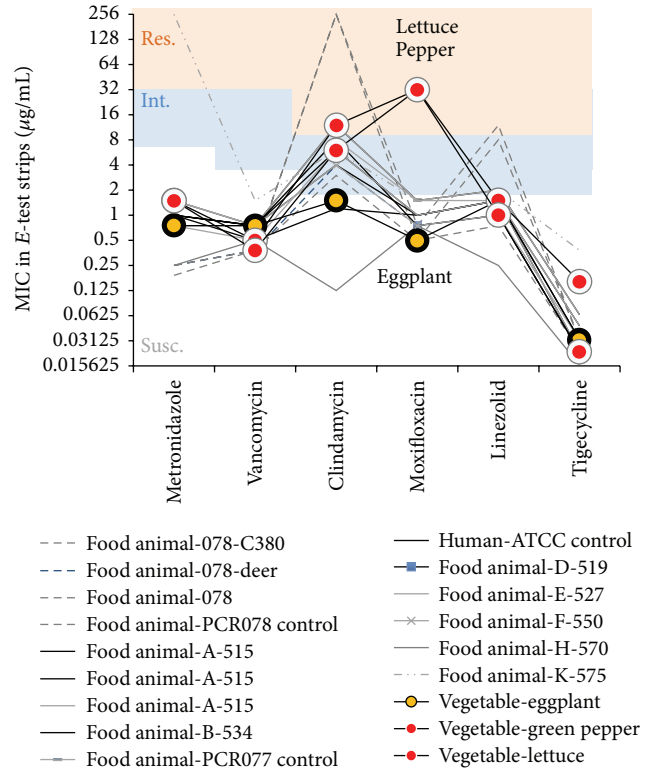 256
128
64
32
16
8
4
2
1
0.5
0.25
0.125
0.0625
0.03125
0.015625
MIC in E-test strips (μg/mL)
Res.
Int.
Susc.
Lettuce
Pepper
Eggplant
Metronidazole
Vancomycin
Clindamycin
Moxifloxacin
Linezolid
Tigecycline
Food animal-078-C380
Food animal-078-deer
Food animal-078
Food animal-PCR078 control
Food animal-A-515
Food animal-A-515
Food animal-A-515
Food animal-B-534
Food animal-PCR077 control
Human-ATCC control
Food animal-D-519
Food animal-E-527
Food animal-F-550
Food animal-H-570
Food animal-K-575
Vegetable-eggplant
Vegetable-green pepper
Vegetable-lettuce